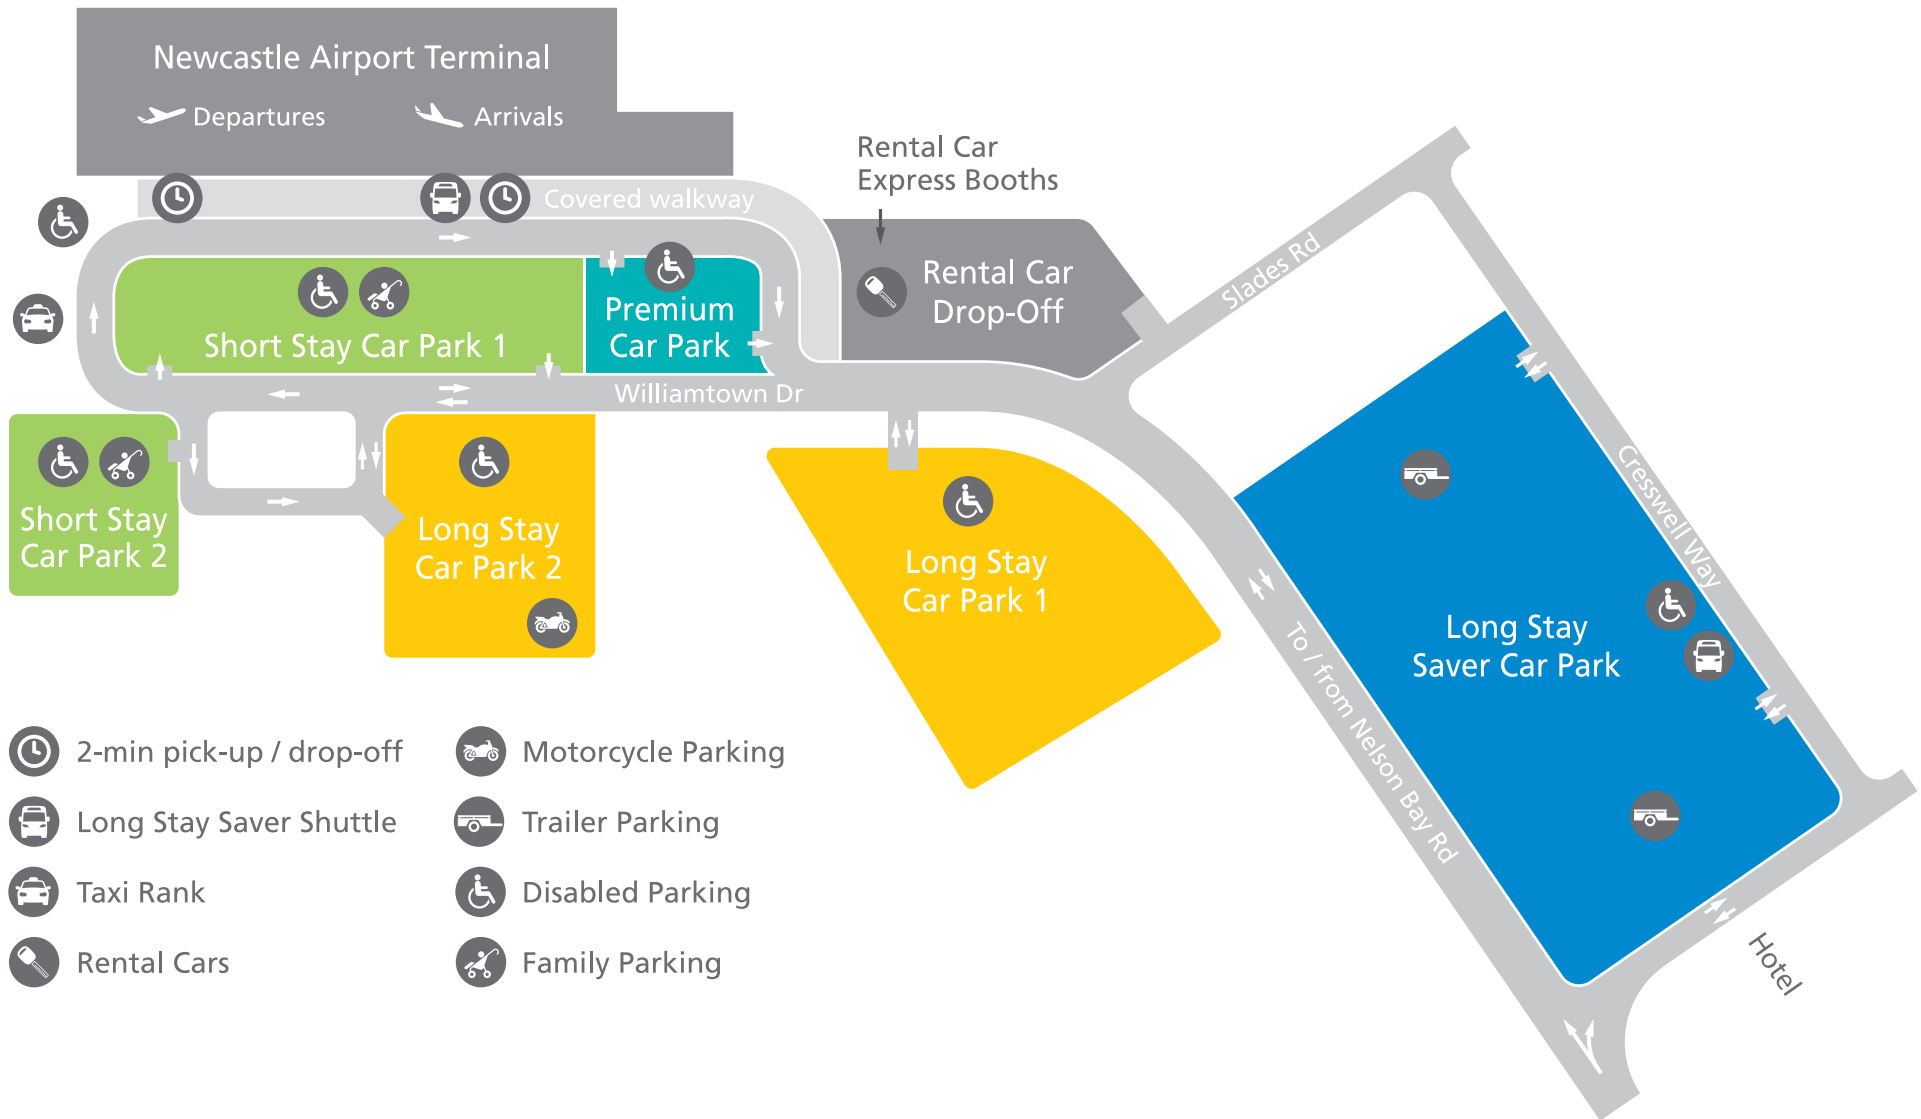 Newcastle Airport Terminal
Departures
Arrivals
Rental Car
Express Booths
Covered walkway
Rental Car
Drop-Off
Slades Rd
Premium
Car Park
Short Stay Car Park 1
Williamtown Dr
Short Stay
Car Park 2
Long Stay
Car Park 2
Long Stay
Car Park 1
Cresswell Way
Long Stay
Saver Car Park
To / from Nelson Bay Rd
Hotel
2-min pick-up / drop-off
Long Stay Saver Shuttle
Taxi Rank
Rental Cars
Motorcycle Parking
Trailer Parking
Disabled Parking
Family Parking